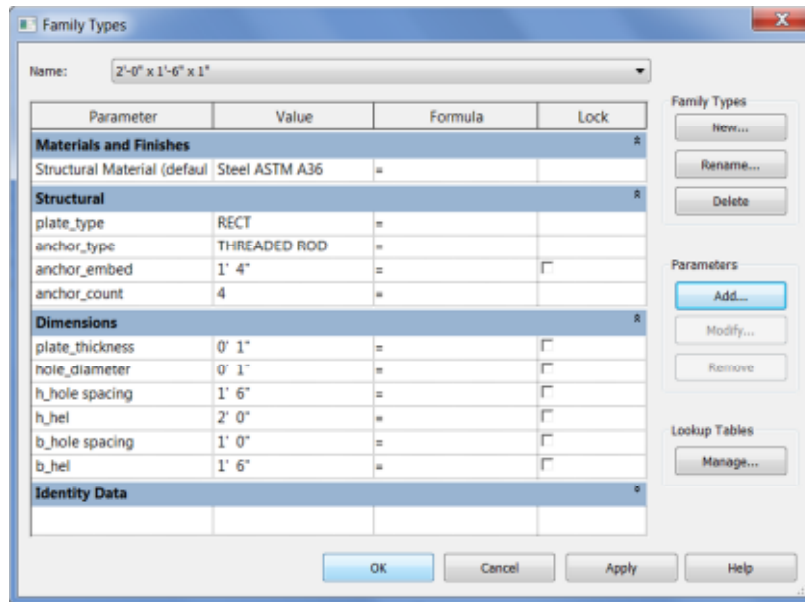 Family Types
Name: 2'-0" x 1'-6" x 1"
Parameter Value Formula Lock
Materials and Finishes
Structural Material (defaul Steel ASTM A36 =
Structural
plate_type RECT =
anchor_type THREADED ROD =
anchor_embed 1' 4" =
anchor_count 4 =
Dimensions
plate_thickness 0' 1" =
hole_diameter 0' 1" =
h_hole spacing 1' 6" =
h_hel 2' 0" =
b_hole spacing 1' 0" =
b_hel 1' 6" =
Identity Data
Family Types
New...
Rename...
Delete
Parameters
Add...
Modify...
Remove
Lookup Tables
Manage...
OK Cancel Apply Help